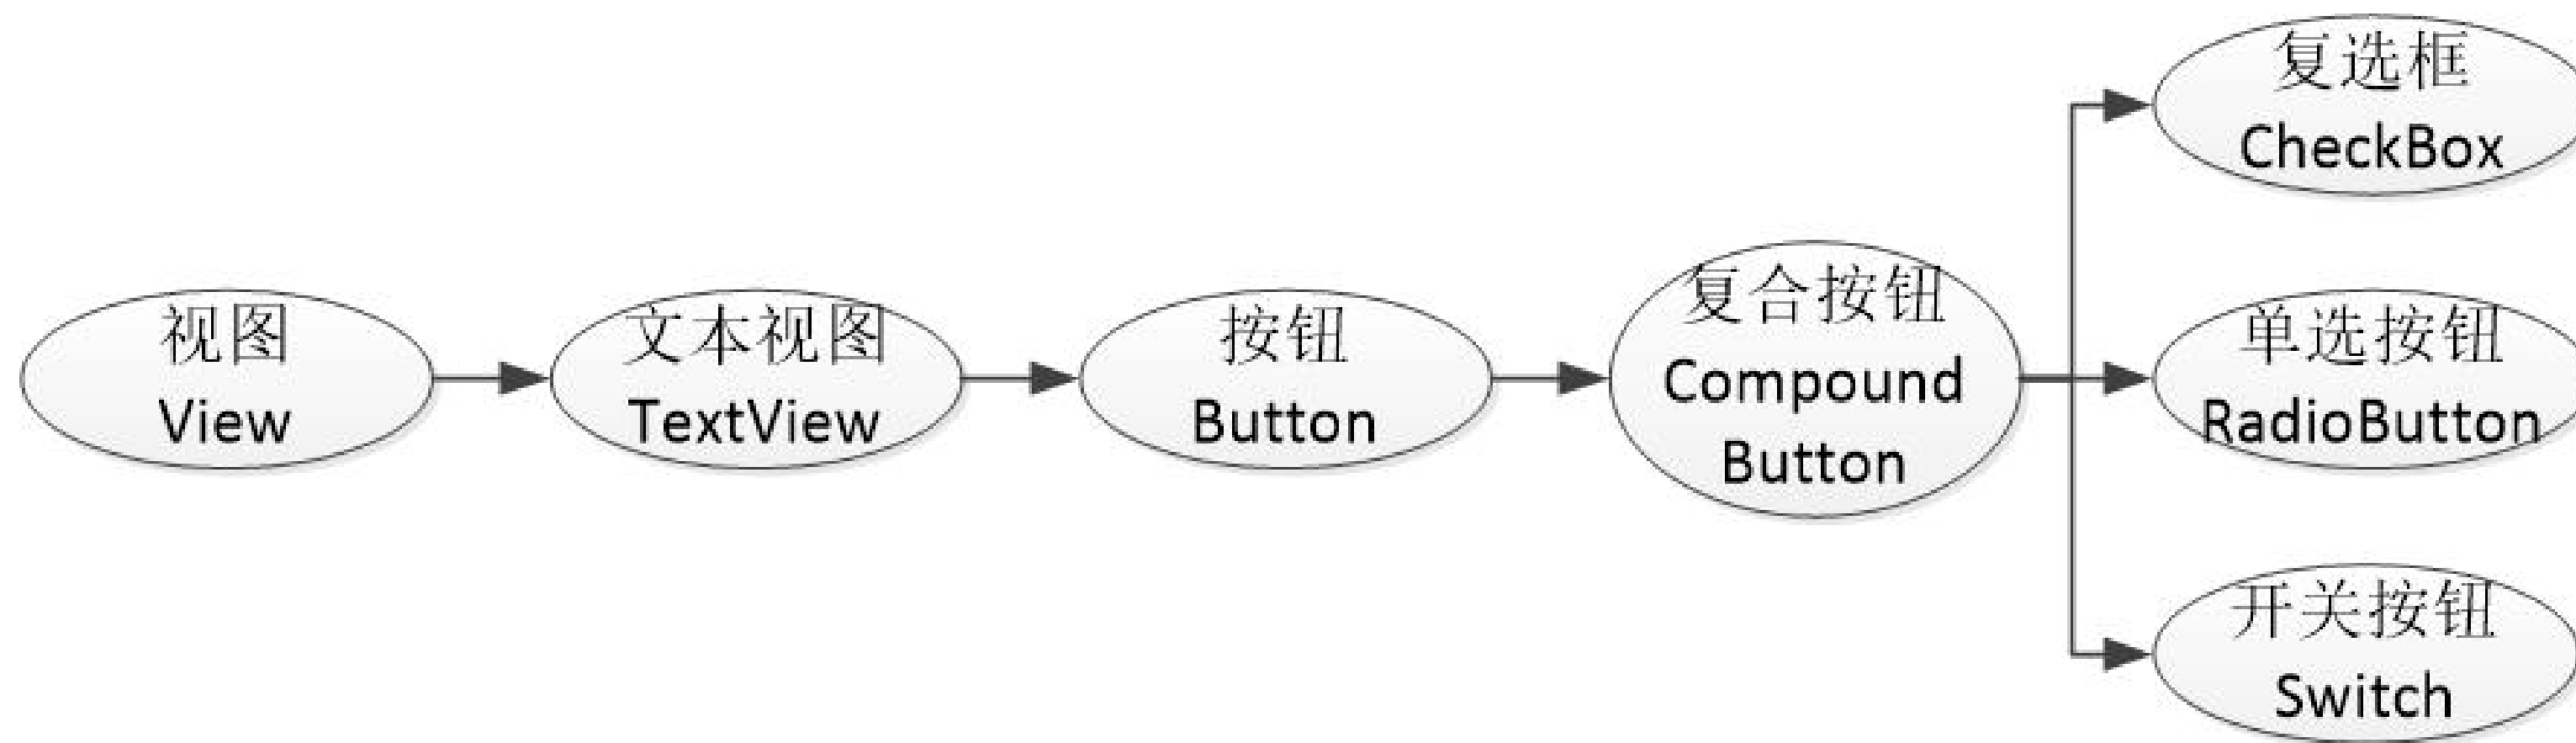 视图
View
文本视图
TextView
按钮
Button
复合按钮
Compound
Button
复选框
CheckBox
单选按钮
RadioButton
开关按钮
Switch